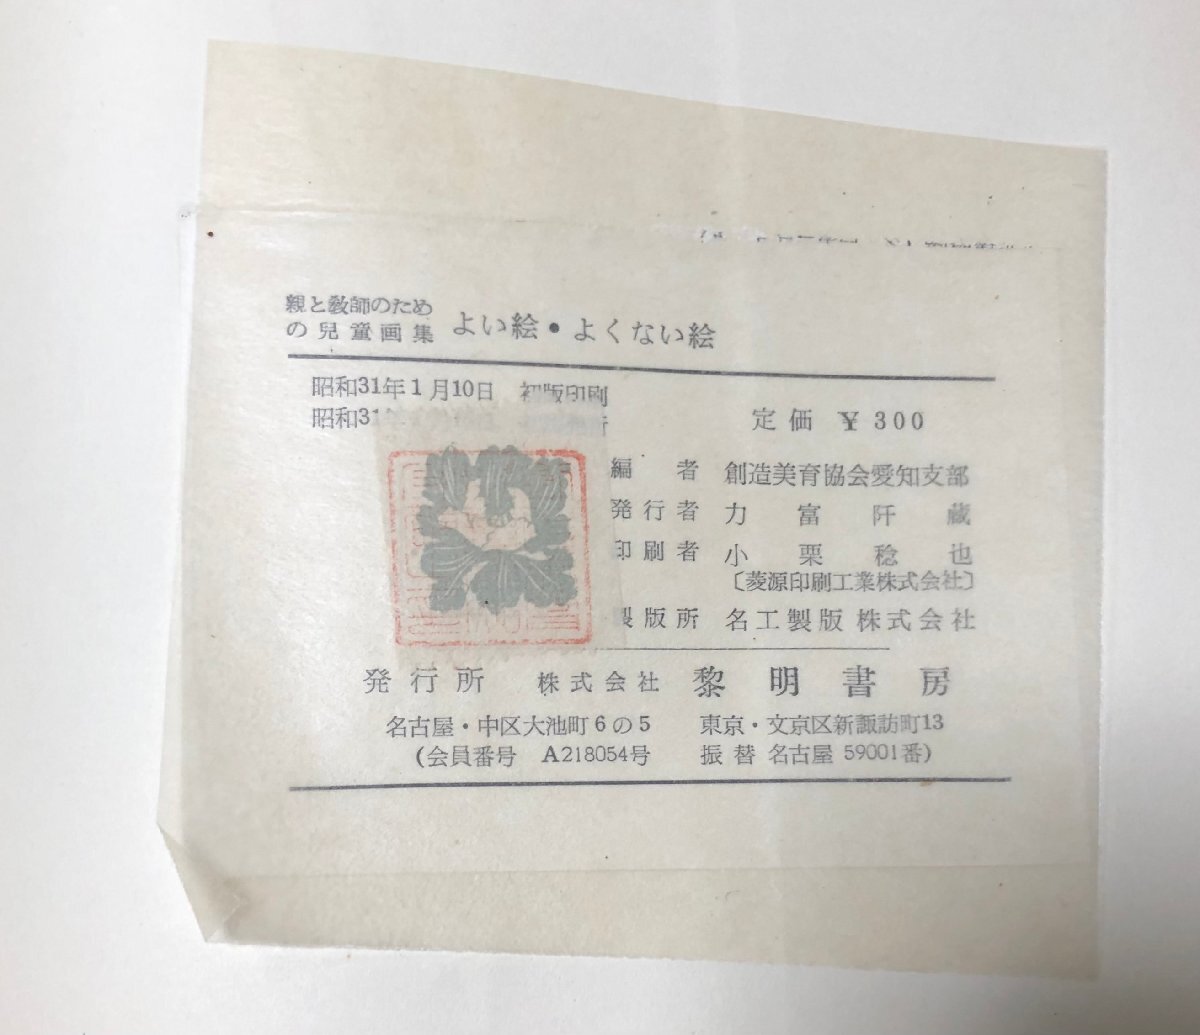 親と教師のため
の兒童画集 よい絵・よくない絵
昭和31年1月10日 初版印刷
昭和31
定価 ¥300
編者 創造美育協会愛知支部
発行者 力富阡蔵
印刷者 小栗稔也
〔菱源印刷工業株式会社〕
製版所 名工製版株式会社
発行所 株式会社 黎明書房
名古屋・中区大池町6の5 東京・文京区新諏訪町13
(会員番号 A218054号 振替 名古屋 59001番)